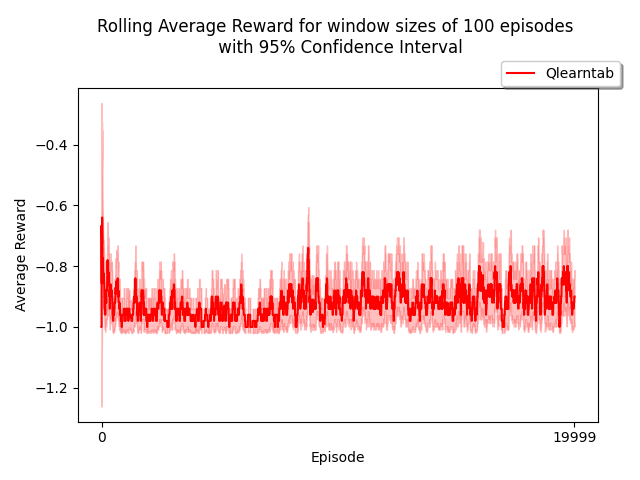 Rolling Average Reward for window sizes of 100 episodes
with 95% Confidence Interval
Qlearntab
−0.4
−0.6
−0.8
−1.0
−1.2
Average Reward
0
19999
Episode